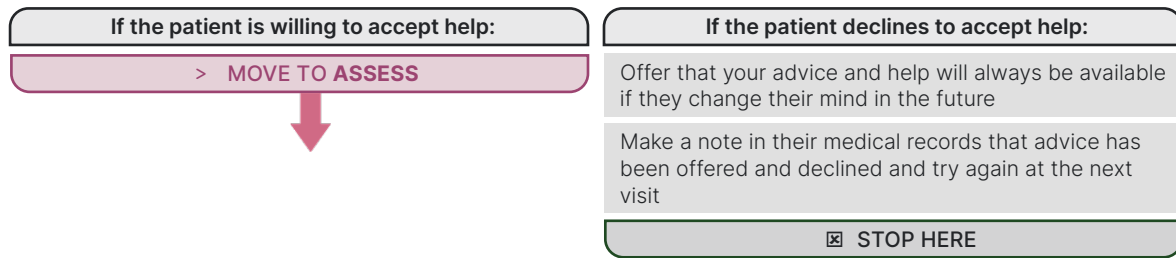 If the patient is willing to accept help:
> MOVE TO ASSESS
If the patient declines to accept help:
Offer that your advice and help will always be available
if they change their mind in the future
Make a note in their medical records that advice has
been offered and declined and try again at the next
visit
☒ STOP HERE